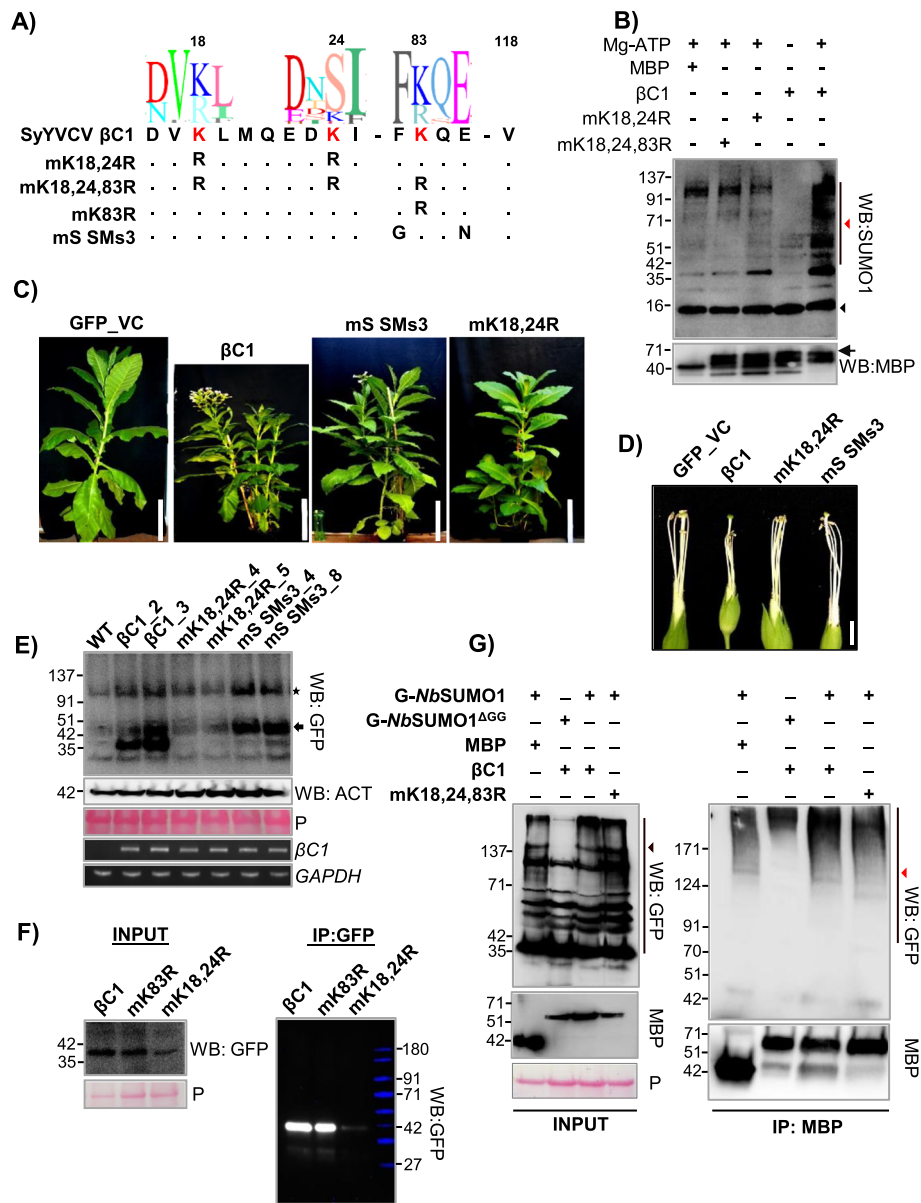 A)
18 24 83 118
DVKL DNSI FKQE
SyYVCV βC1 D V K L M Q E D K I - F K Q E - V
mK18,24R . . R . . . . . R . . . . . .
mK18,24,83R . . R . . . . . R . . R . . .
mK83R . . . . . . . . . . . R . . .
mS SMs3 . . . . . . . . . . G . . N .
B)
Mg-ATP + + + - +
MBP + - - - -
βC1 - - - + +
mK18,24R - - + - -
mK18,24,83R - + - - -
137
91
71
51
42
35
16
WB:SUMO1
71
40
WB:MBP
C)
GFP_VC
βC1
mS SMs3
mK18,24R
D)
GFP_VC
βC1
mK18,24R
mS SMs3
E)
WT
βC1_2
βC1_3
mK18,24R_4
mK18,24R_5
mS SMs3_4
mS SMs3_8
137
91
51
42
35
WB: GFP
42
WB: ACT
P
βC1
GAPDH
F)
INPUT
βC1
mK83R
mK18,24R
42
35
WB: GFP
P
IP:GFP
βC1
mK83R
mK18,24R
180
91
71
42
27
WB:GFP
G)
G-NbSUMO1 + – + + + – + +
G-NbSUMO1ΔGG – + – – – + – –
MBP + – – – + – – –
βC1 – + + – – + + –
mK18,24,83R – – – + – – – +
137
71
42
35
WB: GFP
71
51
42
MBP
P
INPUT
171
124
71
51
42
WB: GFP
71
51
42
MBP
IP: MBP